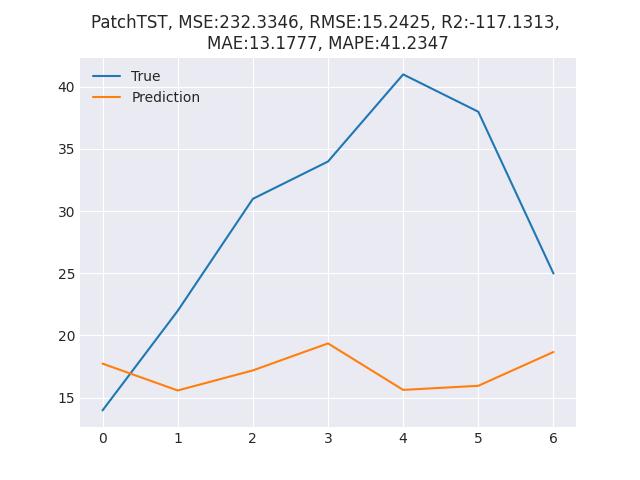 PatchTST, MSE:232.3346, RMSE:15.2425, R2:-117.1313,
MAE:13.1777, MAPE:41.2347
True
Prediction
40
35
30
25
20
15
0 1 2 3 4 5 6